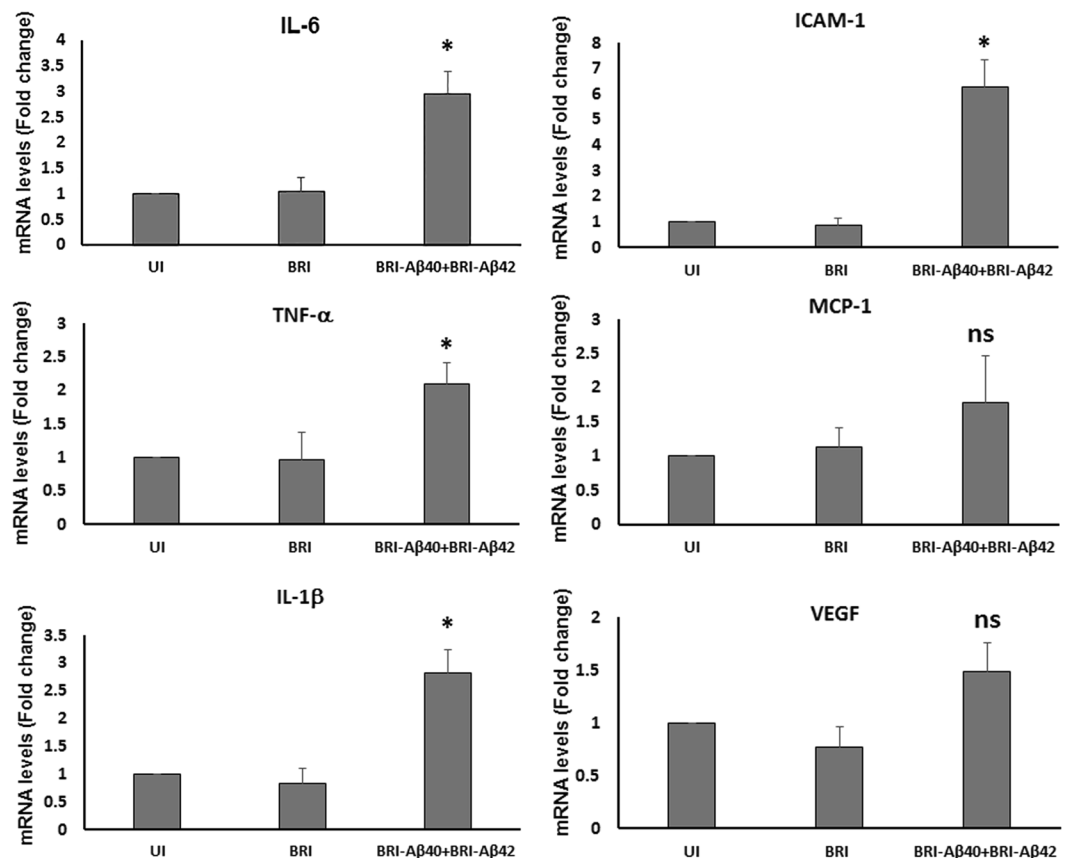 IL-6
mRNA levels (Fold change)
4
3.5
3
2.5
2
1.5
1
0.5
0
*
UI BRI BRI-Aβ40+BRI-Aβ42
ICAM-1
mRNA levels (Fold change)
8
7
6
5
4
3
2
1
0
*
UI BRI BRI-Aβ40+BRI-Aβ42
TNF-α
mRNA levels (Fold change)
3
2.5
2
1.5
1
0.5
0
*
UI BRI BRI-Aβ40+BRI-Aβ42
MCP-1
mRNA levels (Fold change)
3
2.5
2
1.5
1
0.5
0
ns
UI BRI BRI-Aβ40+BRI-Aβ42
IL-1β
mRNA levels (Fold change)
3.5
3
2.5
2
1.5
1
0.5
0
*
UI BRI BRI-Aβ40+BRI-Aβ42
VEGF
mRNA levels (Fold change)
2
1.5
1
0.5
0
ns
UI BRI BRI-Aβ40+BRI-Aβ42